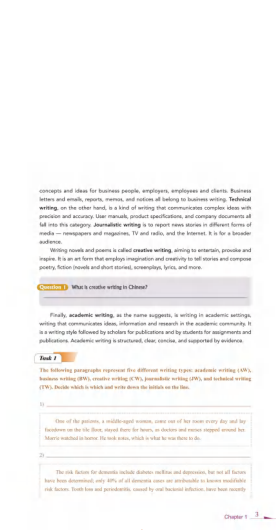 concepts and ideas for business people, employers, employees and clients. Business
letters and emails, reports, memos, and notices all belong to business writing. Technical
writing, on the other hand, is a kind of writing that communicates complex ideas with
precision and accuracy. User manuals, product specifications, and company documents all
fall into this category. Journalistic writing is to report news stories in different forms of
media — newspapers and magazines, TV and radio, and the Internet. It is for a broader
audience.
Writing novels and poems is called creative writing, aiming to entertain, provoke and
inspire. It is an art form that employs imagination and creativity to tell stories and compose
poetry, fiction (novels and short stories), screenplays, lyrics, and more.
Question 1 What is creative writing in Chinese?
Finally, academic writing, as the name suggests, is writing in academic settings,
writing that communicates ideas, information and research in the academic community. It
is a writing style followed by scholars for publications and by students for assignments and
publications. Academic writing is structured, clear, concise, and supported by evidence.
Task 1
The following paragraphs represent five different writing types: academic writing (AW),
business writing (BW), creative writing (CW), journalistic writing (JW), and technical writing
(TW). Decide which is which and write down the initials on the line.
1)
One of the patients, a middle-aged woman, came out of her room every day and lay
facedown on the tile floor, stayed there for hours, as doctors and nurses stepped around her.
Morris watched in horror. He took notes, which is what he was there to do.
2)
The risk factors for dementia include diabetes mellitus and depression, but not all factors
have been determined; only 40% of all dementia cases are attributable to known modifiable
risk factors. Tooth loss and periodontitis, caused by oral bacterial infection, have been recently
Chapter 1 3